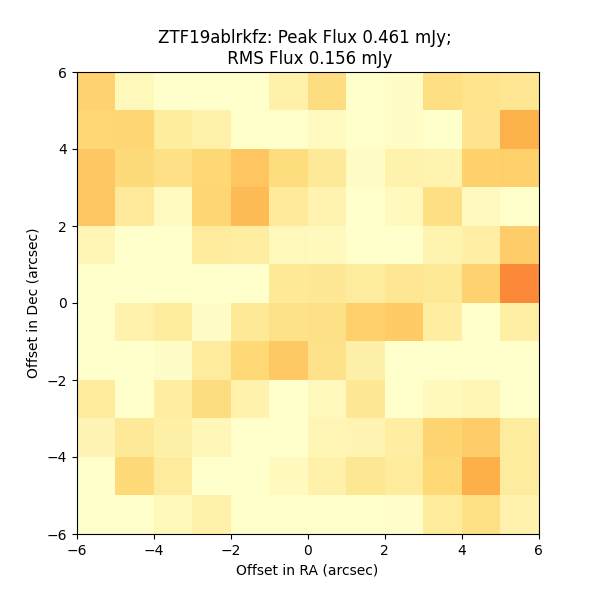 ZTF19ablrkfz: Peak Flux 0.461 mJy;
RMS Flux 0.156 mJy
6
4
2
0
−2
−4
−6
Offset in Dec (arcsec)
−6 −4 −2 0 2 4 6
Offset in RA (arcsec)